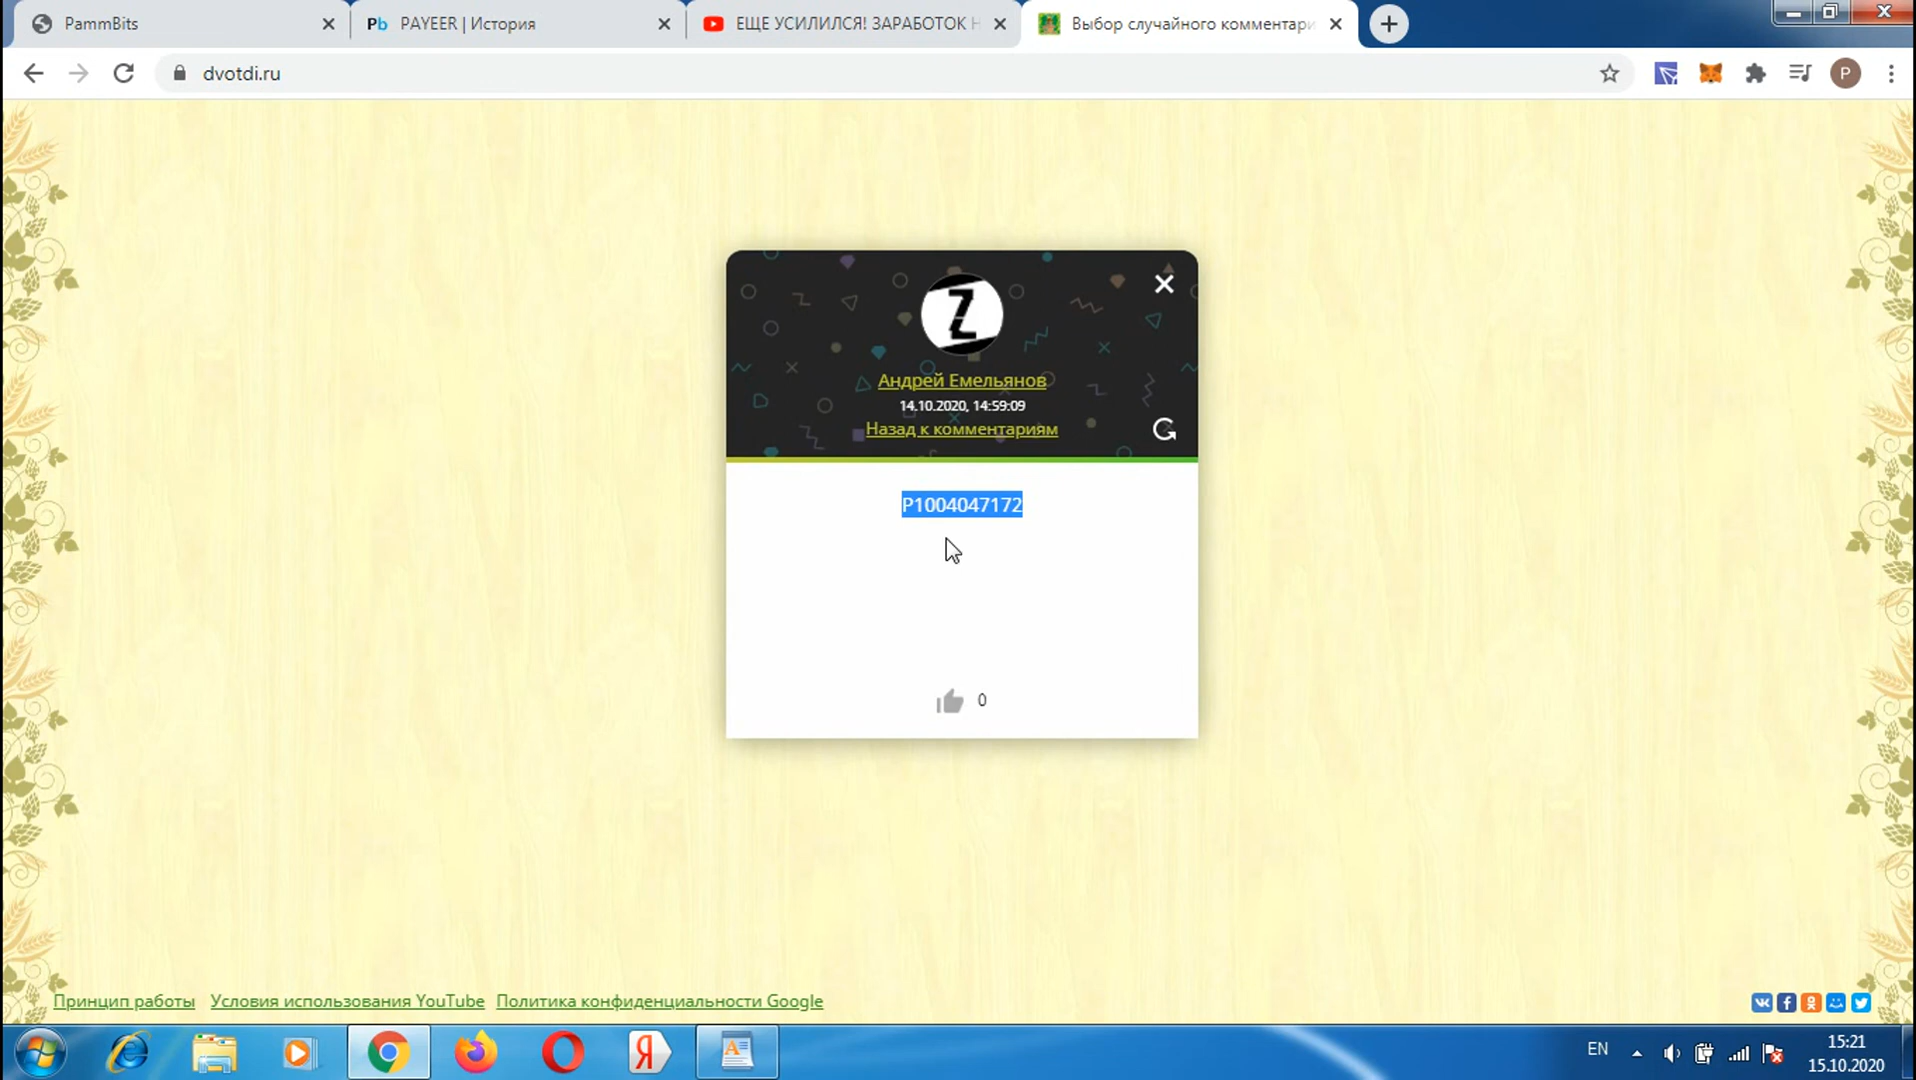 PammBits
Pb PAYEER | История
ЕЩЕ УСИЛИЛСЯ! ЗАРАБОТОК Н
Выбор случайного комментари
dvotdi.ru
P
Z
Андрей Емельянов
14.10.2020, 14:59:09
Назад к комментариям
P1004047172
0
Принцип работы Условия использования YouTube Политика конфиденциальности Google
EN
15:21
15.10.2020